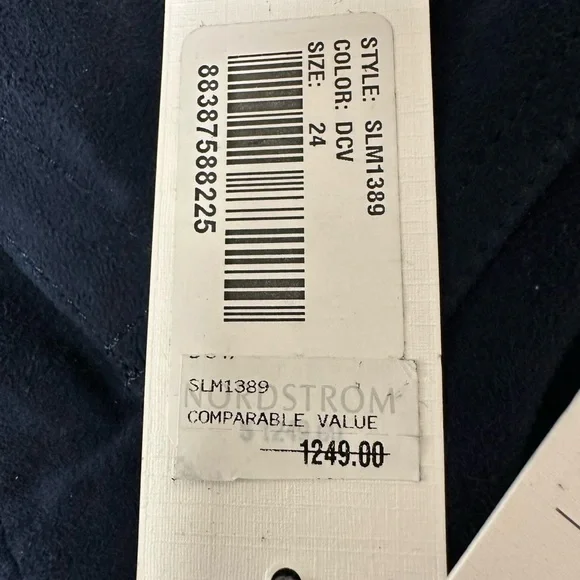 STYLE: SLM1389
COLOR: DCV
SIZE: 24
88387588225
SLM1389
NORDSTROM
COMPARABLE VALUE
1249.00